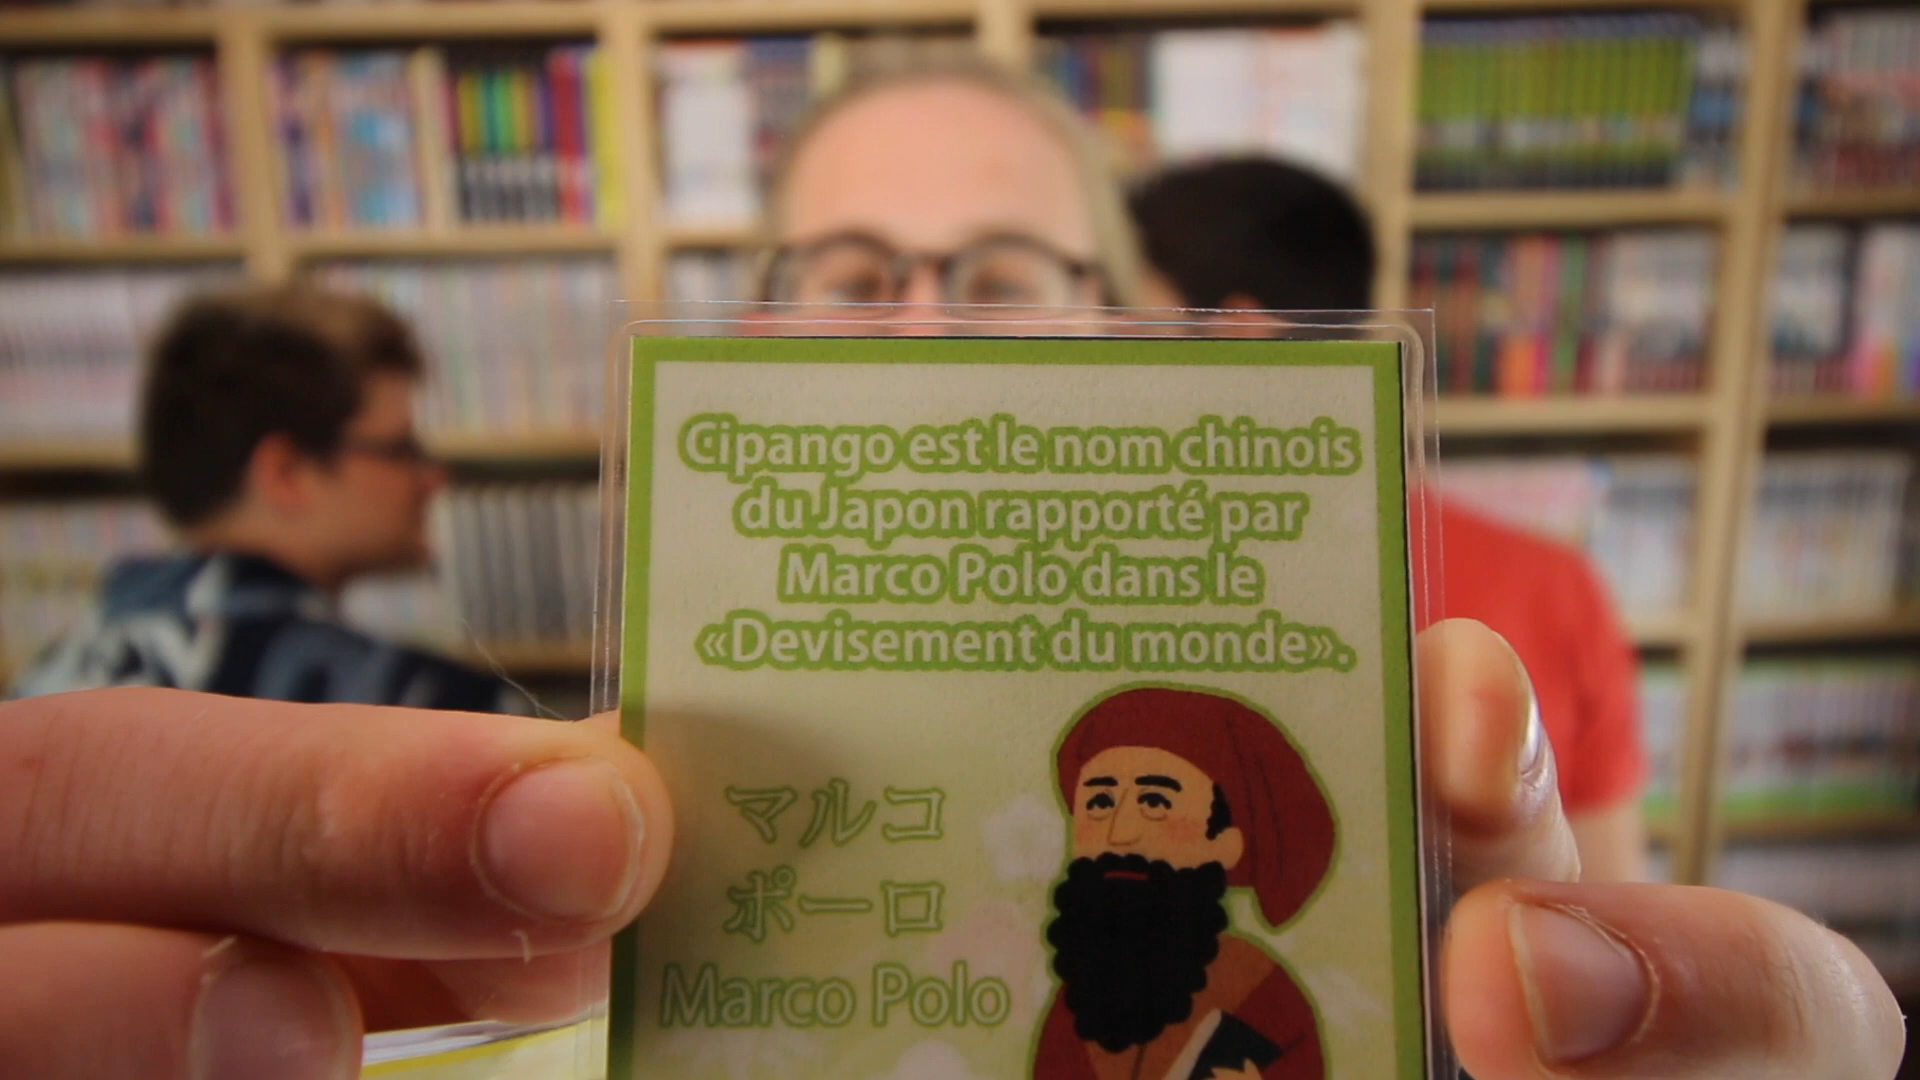 Cipango est le nom chinois
du Japon rapporté par
Marco Polo dans le
«Devisement du monde».
マルコ
ポーロ
Marco Polo